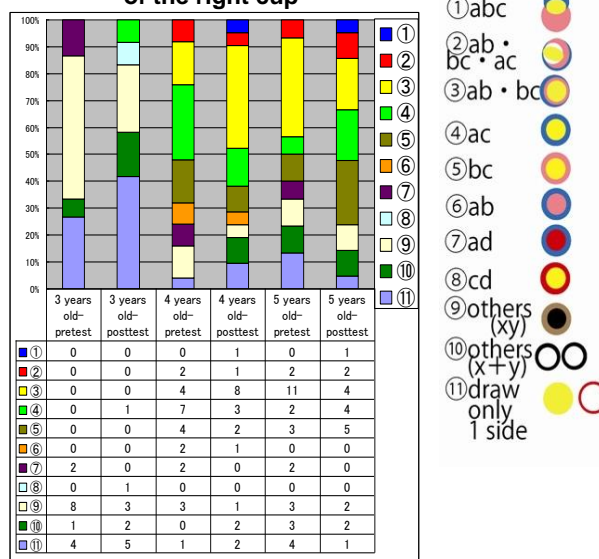 of the right cup
100%
90%
80%
70%
60%
50%
40%
30%
20%
10%
0%
①
②
③
④
⑤
⑥
⑦
⑧
⑨
⑩
⑪
3 years old-pretest
3 years old-posttest
4 years old-pretest
4 years old-posttest
5 years old-pretest
5 years old-posttest
① 0 0 0 1 0 1
② 0 0 2 1 2 2
③ 0 0 4 8 11 4
④ 0 1 7 3 2 4
⑤ 0 0 4 2 3 5
⑥ 0 0 2 1 0 0
⑦ 2 0 2 0 2 0
⑧ 0 1 0 0 0 0
⑨ 8 3 3 1 3 2
⑩ 1 2 0 2 3 2
⑪ 4 5 1 2 4 1
①abc
②ab・
bc・ac
③ab・bc
④ac
⑤bc
⑥ab
⑦ad
⑧cd
⑨others
(xy)
⑩others
(x+y)
⑪draw
only
1 side